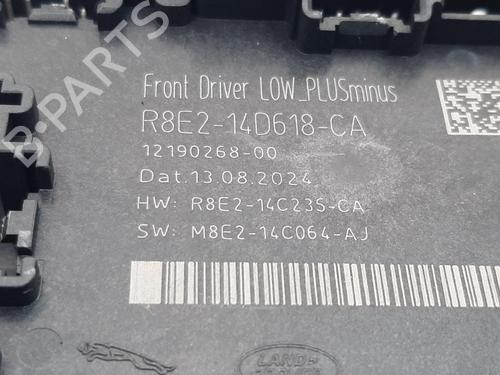 B-PARTS
Front Driver LOW_PLUSminus
R8E2-14D618-CA
12190268-00
Dat.13.08.2024
HW: R8E2-14C235-CA
SW: M8E2-14C064-AJ
LAND